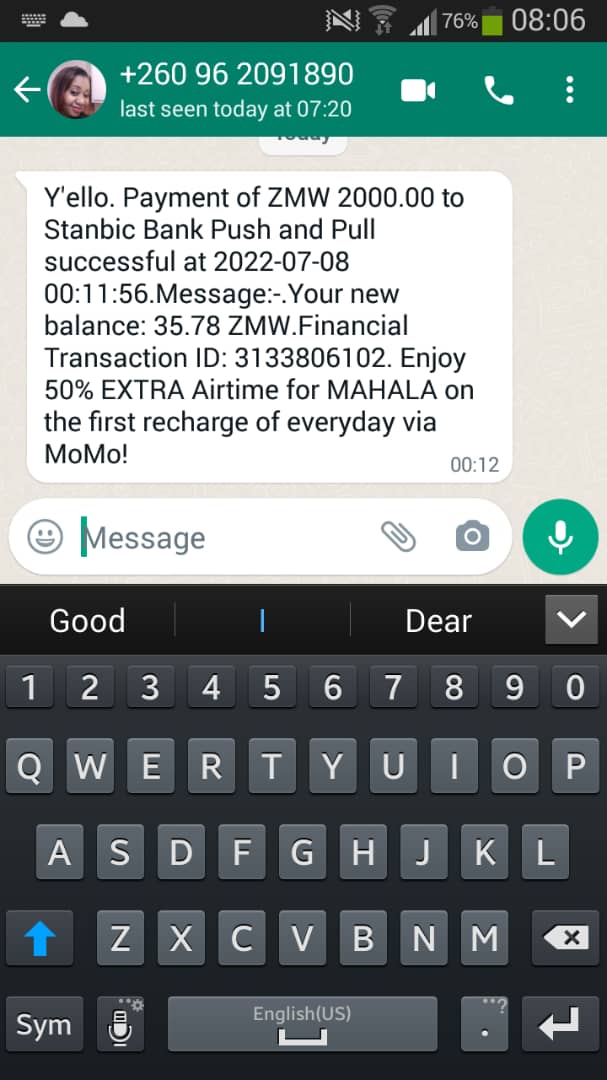 76% 08:06
+260 96 2091890
last seen today at 07:20
Today
Y'ello. Payment of ZMW 2000.00 to
Stanbic Bank Push and Pull
successful at 2022-07-08
00:11:56.Message:-.Your new
balance: 35.78 ZMW.Financial
Transaction ID: 3133806102. Enjoy
50% EXTRA Airtime for MAHALA on
the first recharge of everyday via
MoMo!
00:12
Message
Good I Dear
1 2 3 4 5 6 7 8 9 0
Q W E R T Y U I O P
A S D F G H J K L
Z X C V B N M
Sym English(US) . ?